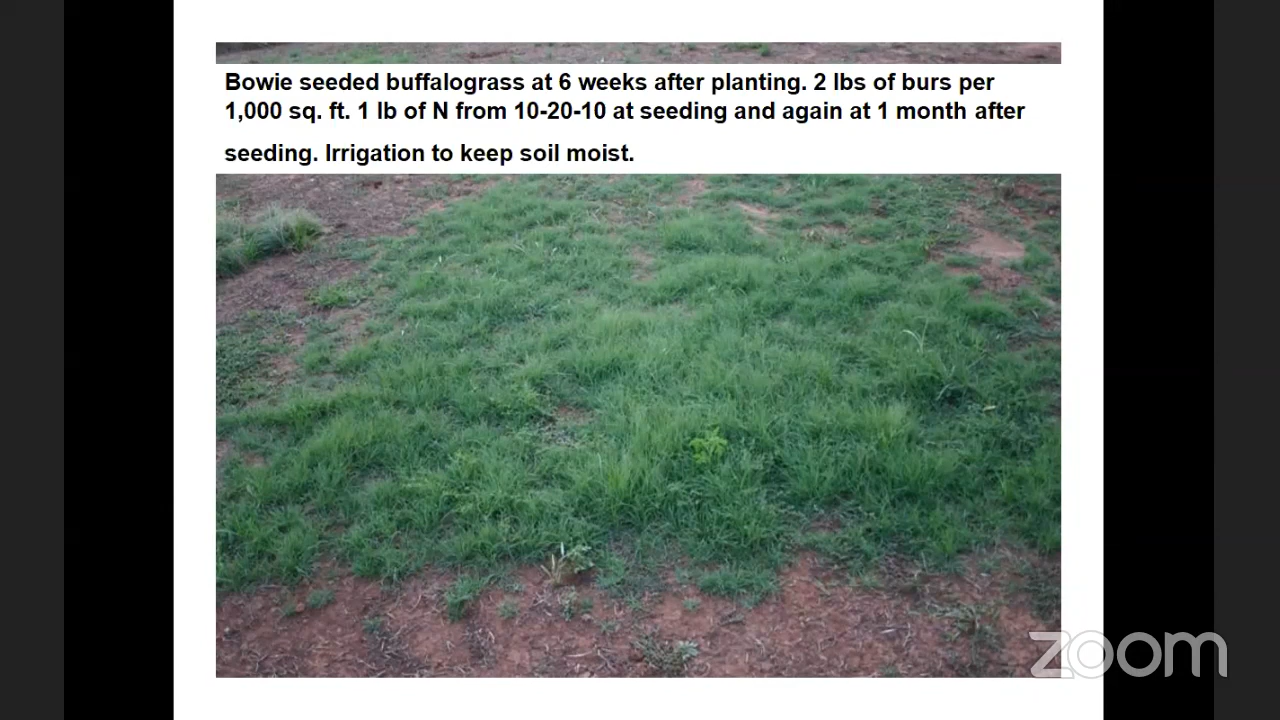 Bowie seeded buffalograss at 6 weeks after planting. 2 lbs of burs per
1,000 sq. ft. 1 lb of N from 10-20-10 at seeding and again at 1 month after
seeding. Irrigation to keep soil moist.
zoom